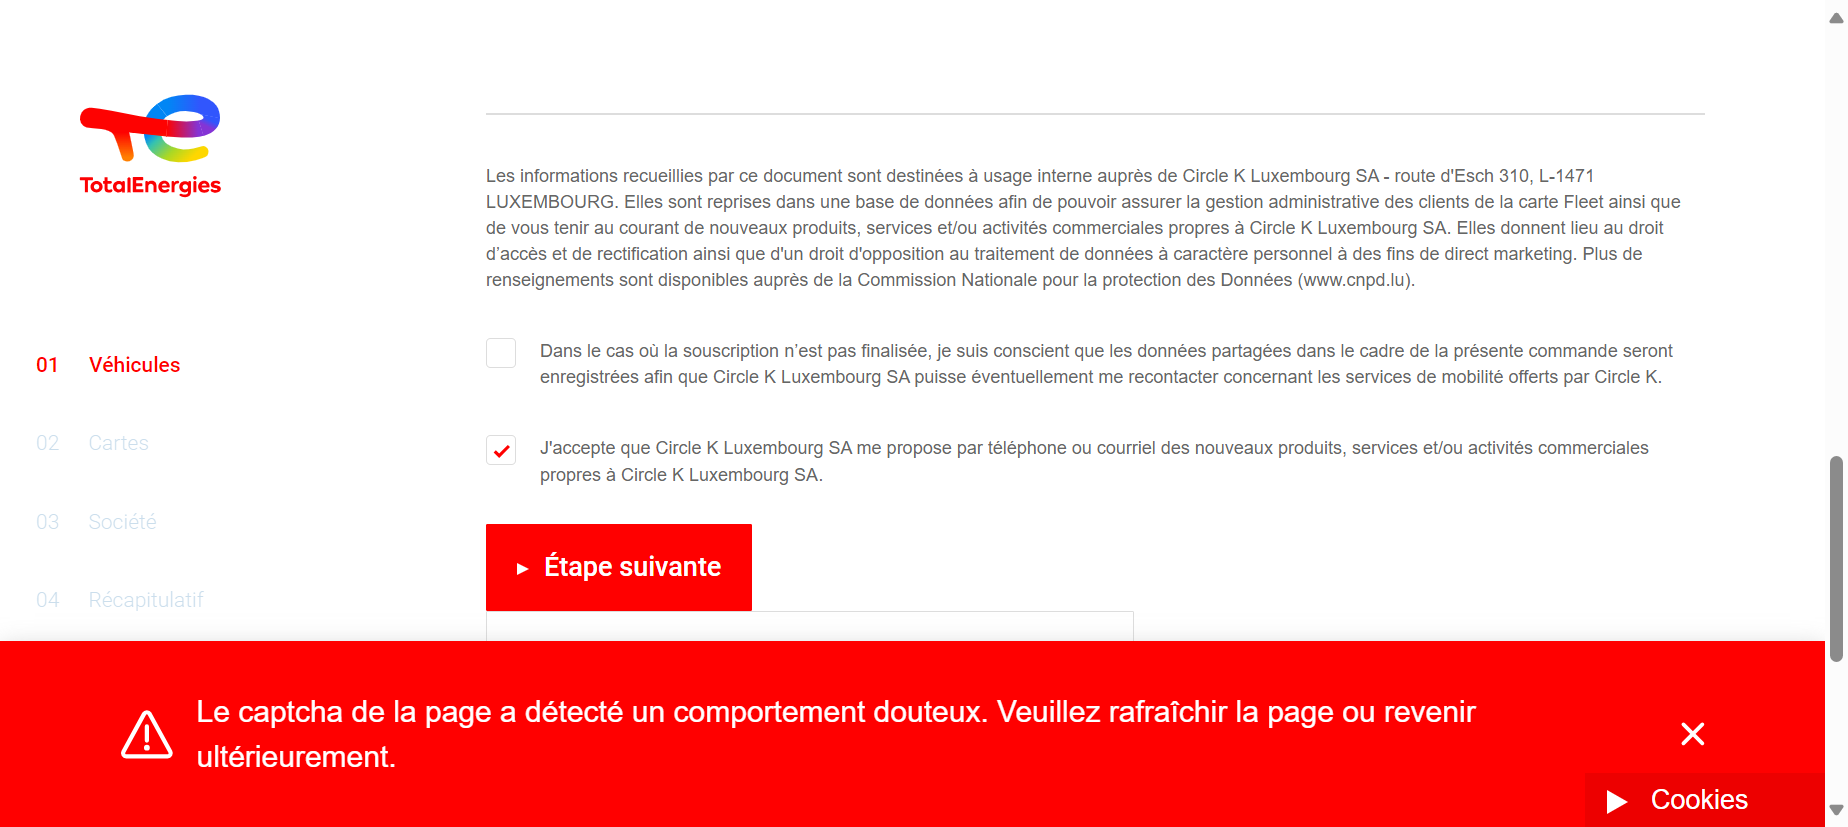 TotalEnergies
Les informations recueillies par ce document sont destinées à usage interne auprès de Circle K Luxembourg SA - route d'Esch 310, L-1471
LUXEMBOURG. Elles sont reprises dans une base de données afin de pouvoir assurer la gestion administrative des clients de la carte Fleet ainsi que
de vous tenir au courant de nouveaux produits, services et/ou activités commerciales propres à Circle K Luxembourg SA. Elles donnent lieu au droit
d’accès et de rectification ainsi que d'un droit d'opposition au traitement de données à caractère personnel à des fins de direct marketing. Plus de
renseignements sont disponibles auprès de la Commission Nationale pour la protection des Données (www.cnpd.lu).
01 Véhicules
02 Cartes
03 Société
04 Récapitulatif
Dans le cas où la souscription n’est pas finalisée, je suis conscient que les données partagées dans le cadre de la présente commande seront
enregistrées afin que Circle K Luxembourg SA puisse éventuellement me recontacter concernant les services de mobilité offerts par Circle K.
J'accepte que Circle K Luxembourg SA me propose par téléphone ou courriel des nouveaux produits, services et/ou activités commerciales
propres à Circle K Luxembourg SA.
Étape suivante
Le captcha de la page a détecté un comportement douteux. Veuillez rafraîchir la page ou revenir
ultérieurement.
Cookies